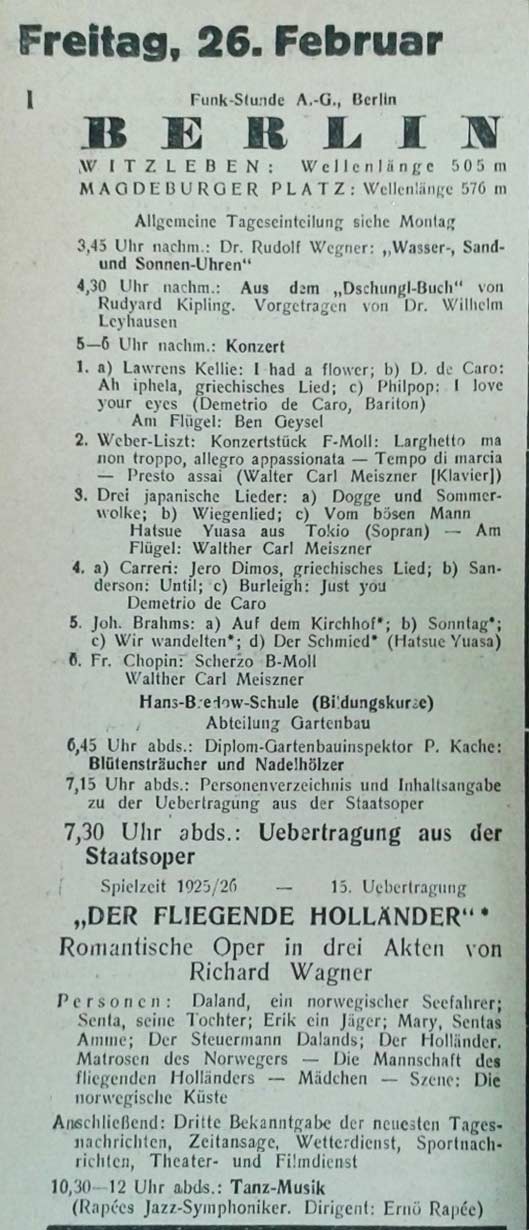 Freitag, 26. Februar
1
Funk-Stunde A.-G., Berlin
BERLIN
WITZLEBEN: Wellenlänge 505 m
MAGDEBURGER PLATZ: Wellenlänge 576 m
Allgemeine Tageseinteilung siehe Montag
3,45 Uhr nachm.: Dr. Rudolf Wegner: „Wasser-, Sand-
und Sonnen-Uhren“
4,30 Uhr nachm.: Aus dem „Dschungl-Buch“ von
Rudyard Kipling. Vorgetragen von Dr. Wilhelm
Leyhausen
5—6 Uhr nachm.: Konzert
1. a) Lawrens Kellie: I had a flower; b) D. de Caro:
Ah iphela, griechisches Lied; c) Philpop: I love
your eyes (Demetrio de Caro, Bariton)
Am Flügel: Ben Geysel
2. Weber-Liszt: Konzertstück F-Moll: Larghetto ma
non troppo, allegro appassionata — Tempo di marcia
— Presto assai (Walter Carl Meiszner [Klavier])
3. Drei japanische Lieder: a) Dogge und Sommer-
wolke; b) Wiegenlied; c) Vom bösen Mann
Hatsue Yuasa aus Tokio (Sopran) — Am
Flügel: Walther Carl Meiszner
4. a) Carreri: Jero Dimos, griechisches Lied; b) San-
derson: Until; c) Burleigh: Just you
Demetrio de Caro
5. Joh. Brahms: a) Auf dem Kirchhof*; b) Sonntag*;
c) Wir wandelten*; d) Der Schmied* (Hatsue Yuasa)
6. Fr. Chopin: Scherzo B-Moll
Walther Carl Meiszner
Hans-Bredow-Schule (Bildungskurse)
Abteilung Gartenbau
6,45 Uhr abds.: Diplom-Gartenbauinspektor P. Kache:
Blütensträucher und Nadelhölzer
7,15 Uhr abds.: Personenverzeichnis und Inhaltsangabe
zu der Uebertragung aus der Staatsoper
7,30 Uhr abds.: Uebertragung aus der
Staatsoper
Spielzeit 1925/26 — 15. Uebertragung
„DER FLIEGENDE HOLLÄNDER“*
Romantische Oper in drei Akten von
Richard Wagner
Personen: Daland, ein norwegischer Seefahrer;
Senta, seine Tochter; Erik ein Jäger; Mary, Sentas
Amme; Der Steuermann Dalands; Der Holländer.
Matrosen des Norwegers — Die Mannschaft des
fliegenden Holländers — Mädchen — Szene: Die
norwegische Küste
Anschließend: Dritte Bekanntgabe der neuesten Tages-
nachrichten, Zeitansage, Wetterdienst, Sportnach-
richten, Theater- und Filmdienst
10,30—12 Uhr abds.: Tanz-Musik
(Rapées Jazz-Symphoniker. Dirigent: Ernö Rapée)